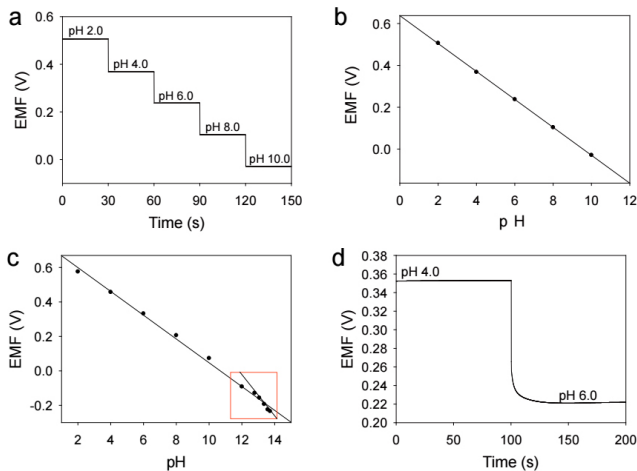 a
EMF (V)
0.6
0.4
0.2
0.0
pH 2.0
pH 4.0
pH 6.0
pH 8.0
pH 10.0
0 30 60 90 120 150
Time (s)
b
EMF (V)
0.6
0.4
0.2
0.0
0 2 4 6 8 10 12
p H
c
EMF (V)
0.6
0.4
0.2
0.0
-0.2
2 4 6 8 10 12 14
pH
d
EMF (V)
0.38
0.36
0.34
0.32
0.30
0.28
0.26
0.24
0.22
0.20
pH 4.0
pH 6.0
0 50 100 150 200
Time (s)